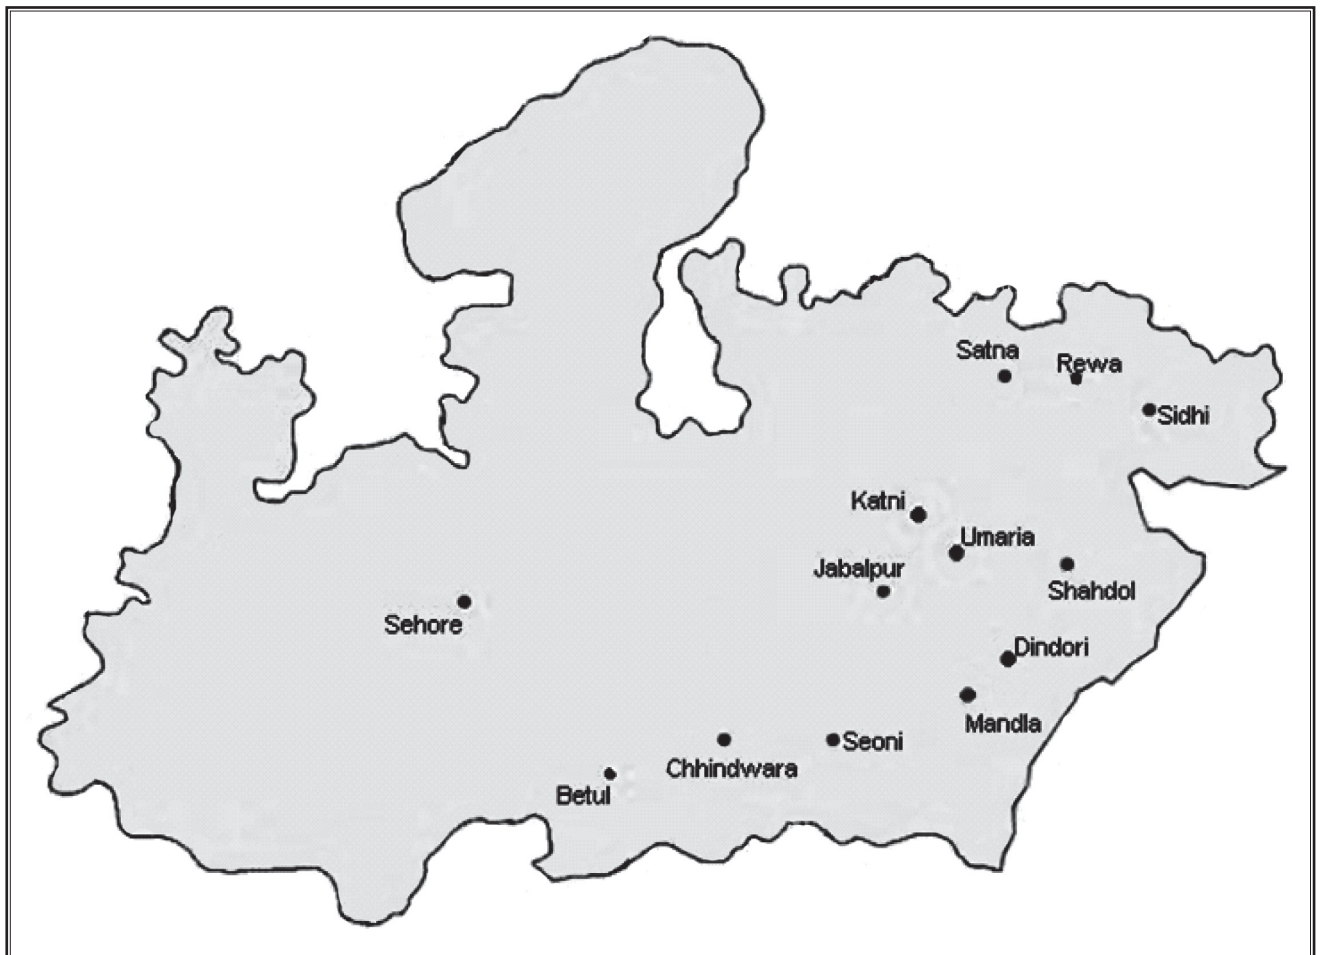 Satna
Rewa
Sidhi
Katni
Umaria
Jabalpur
Shahdol
Sehore
Dindori
Mandla
Seoni
Chhindwara
Betul